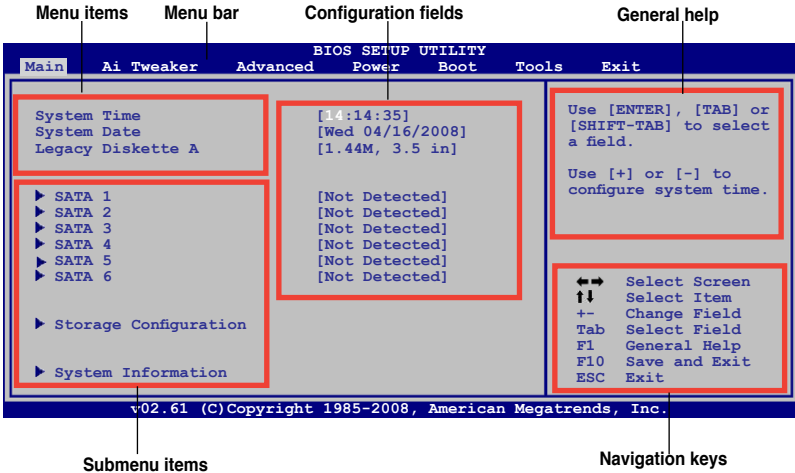 Menu items Menu bar Configuration fields General help
BIOS SETUP UTILITY
Main Ai Tweaker Advanced Power Boot Tools Exit
System Time [14:14:35]
System Date [Wed 04/16/2008]
Legacy Diskette A [1.44M, 3.5 in]
SATA 1 [Not Detected]
SATA 2 [Not Detected]
SATA 3 [Not Detected]
SATA 4 [Not Detected]
SATA 5 [Not Detected]
SATA 6 [Not Detected]
Storage Configuration
System Information
Use [ENTER], [TAB] or
[SHIFT-TAB] to select
a field.
Use [+] or [-] to
configure system time.
←→ Select Screen
↑↓ Select Item
+- Change Field
Tab Select Field
F1 General Help
F10 Save and Exit
ESC Exit
v02.61 (C)Copyright 1985-2008, American Megatrends, Inc.
Submenu items Navigation keys